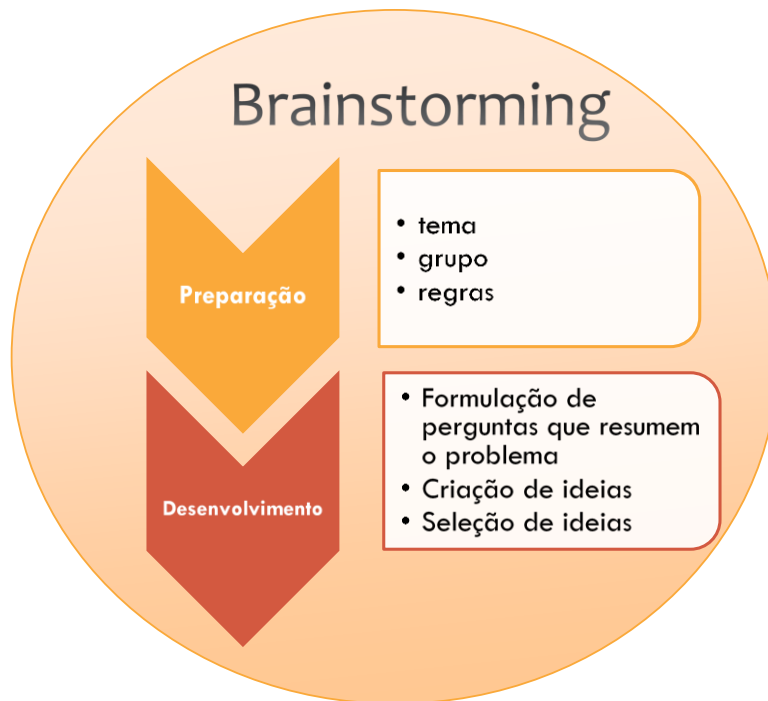 Brainstorming
Preparação
• tema
• grupo
• regras
Desenvolvimento
• Formulação de
perguntas que resumem
o problema
• Criação de ideias
• Seleção de ideias